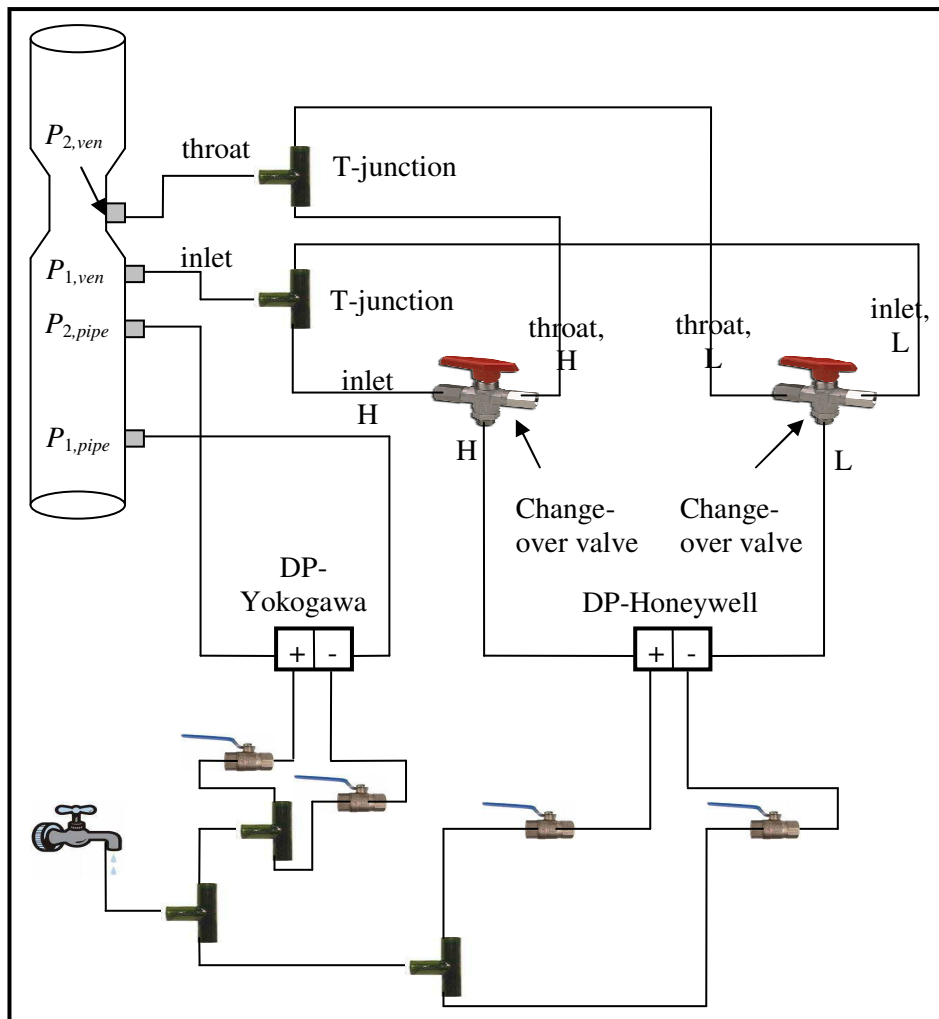 P2,ven
throat
T-junction
P1,ven
inlet
P2,pipe
T-junction
throat,
H
throat,
L
inlet,
L
inlet
H
P1,pipe
H
L
Change-
over valve
Change-
over valve
DP-
Yokogawa
DP-Honeywell
+ -
+ -